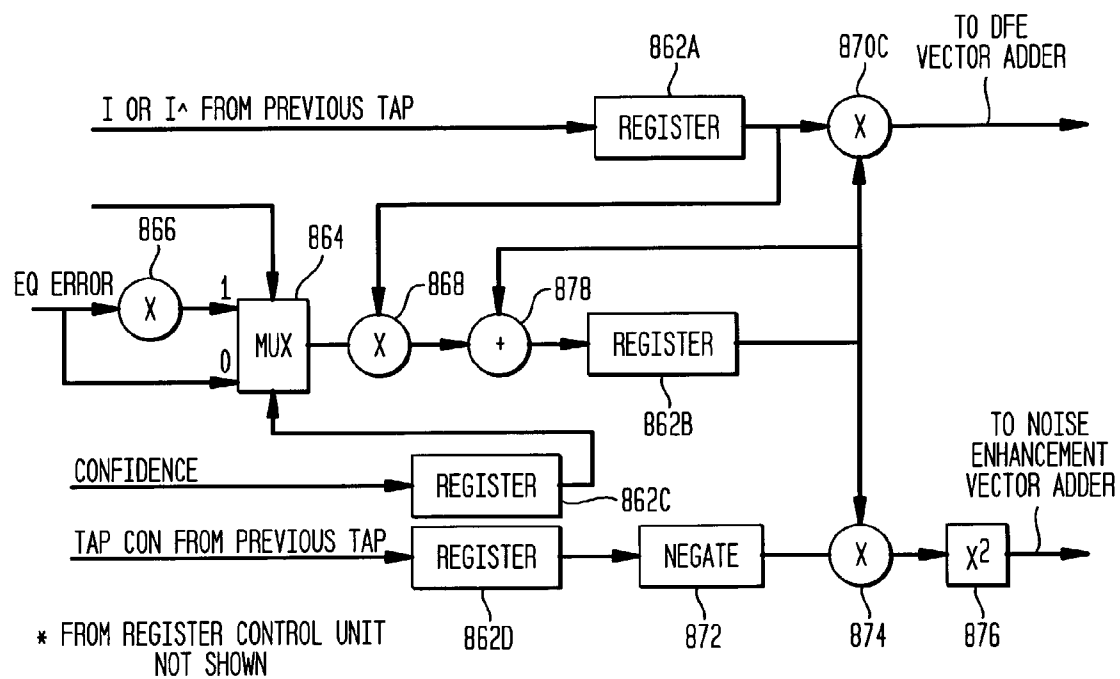 862A
870C
TO DFE
VECTOR ADDER
I OR I^ FROM PREVIOUS TAP
REGISTER
X
866
864
EQ ERROR
X
1
MUX
0
868
X
878
+
REGISTER
862B
TO NOISE
ENHANCEMENT
VECTOR ADDER
CONFIDENCE
REGISTER
862C
TAP CON FROM PREVIOUS TAP
REGISTER
NEGATE
X
X²
862D
872
874
876
* FROM REGISTER CONTROL UNIT
NOT SHOWN